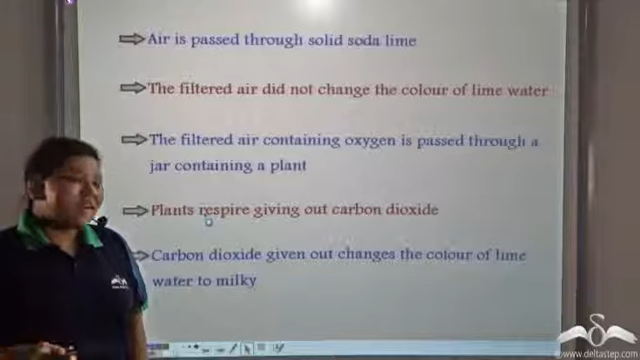 Air is passed through solid soda lime
The filtered air did not change the colour of lime water
The filtered air containing oxygen is passed through a
jar containing a plant
Plants respire giving out carbon dioxide
Carbon dioxide given out changes the colour of lime
water to milky
www.deltastep.com